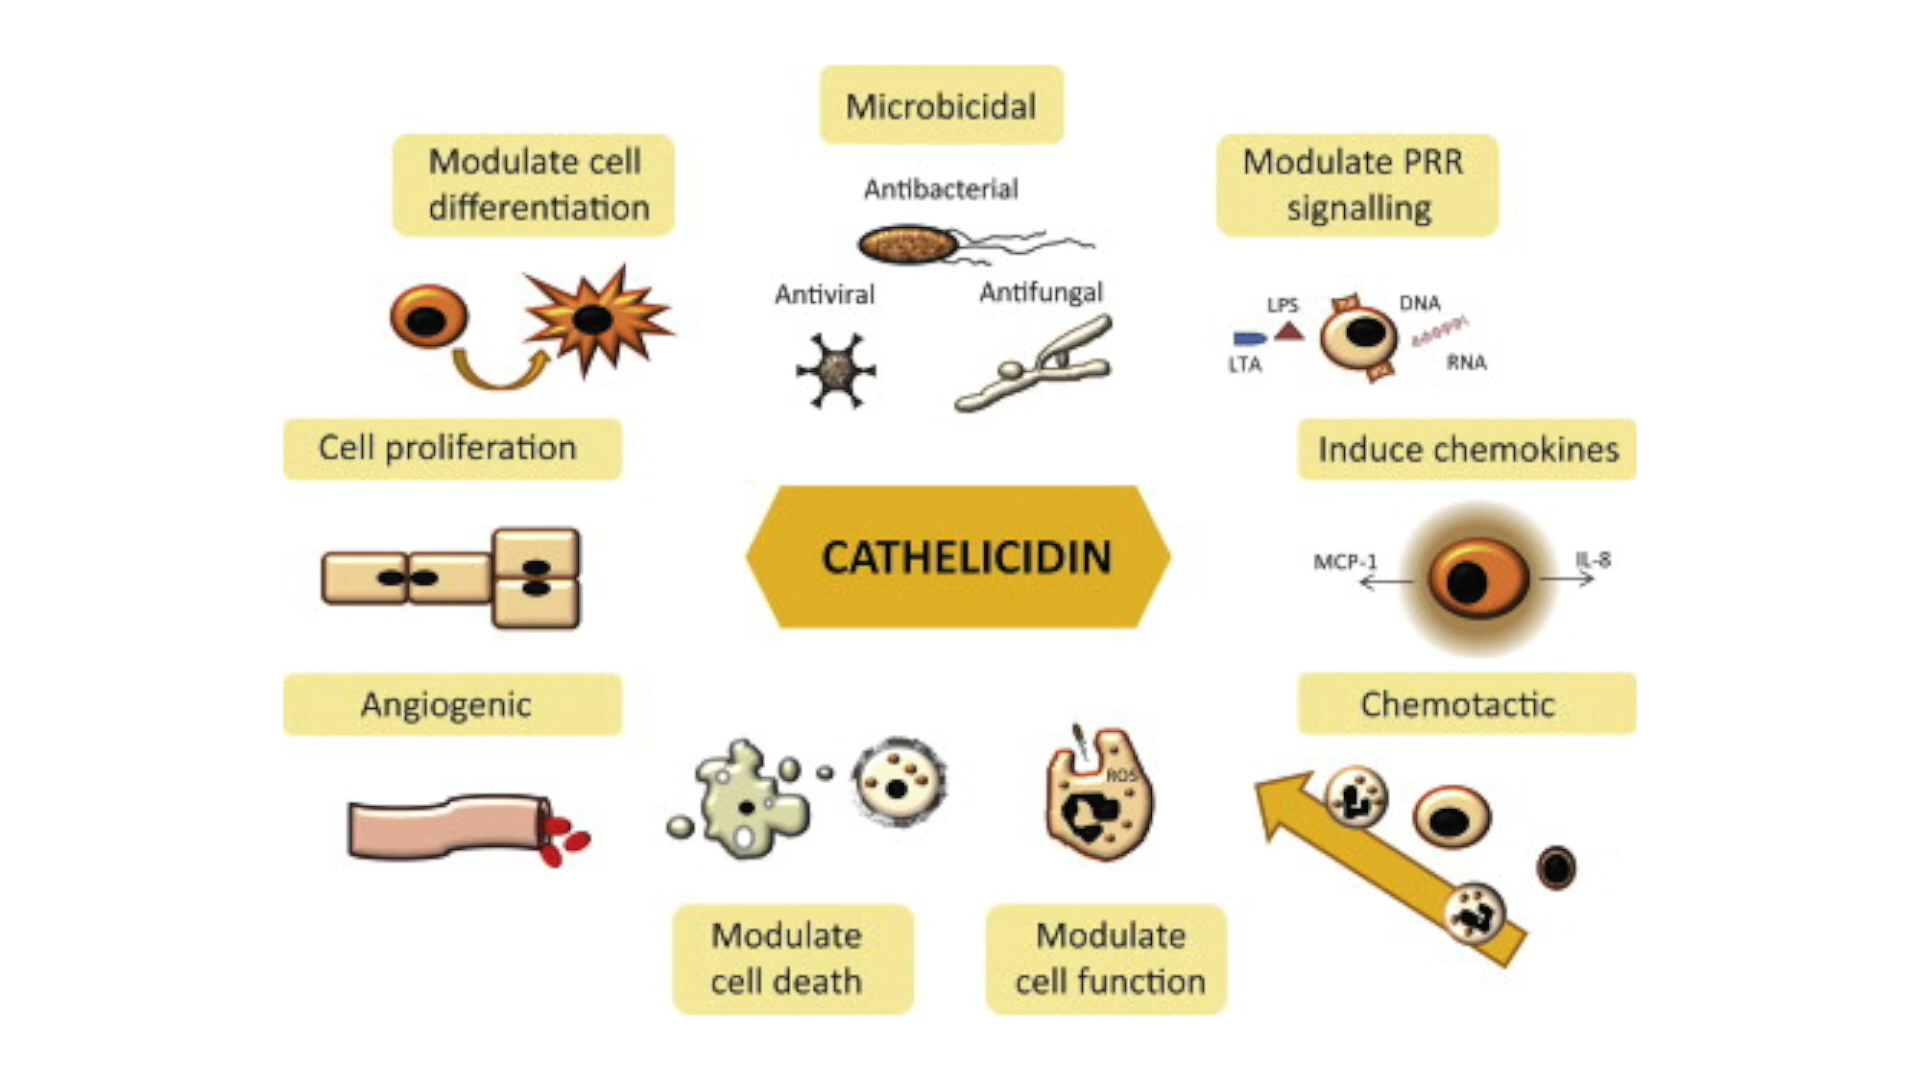 Microbicidal
Modulate cell
differentiation
Modulate PRR
signalling
Antibacterial
Antiviral
Antifungal
LPS
DNA
LTA
RNA
Cell proliferation
Induce chemokines
CATHELICIDIN
MCP-1
IL-8
Angiogenic
Chemotactic
ROS
Modulate
cell death
Modulate
cell function